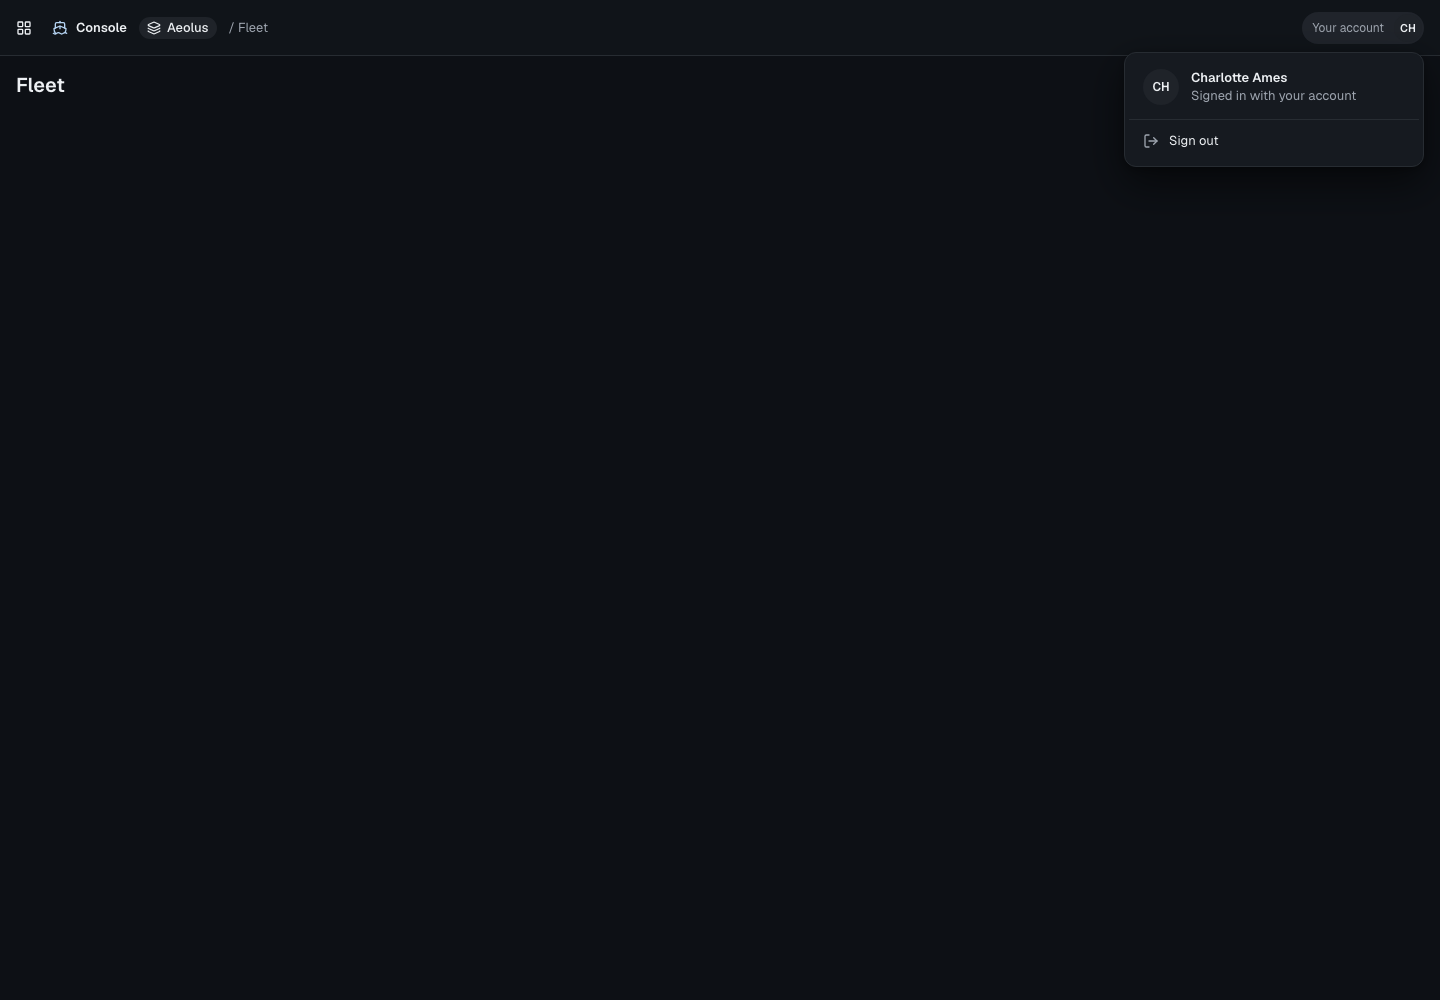 Console
Aeolus
/ Fleet
Your account
CH
Fleet
CH
Charlotte Ames
Signed in with your account
Sign out